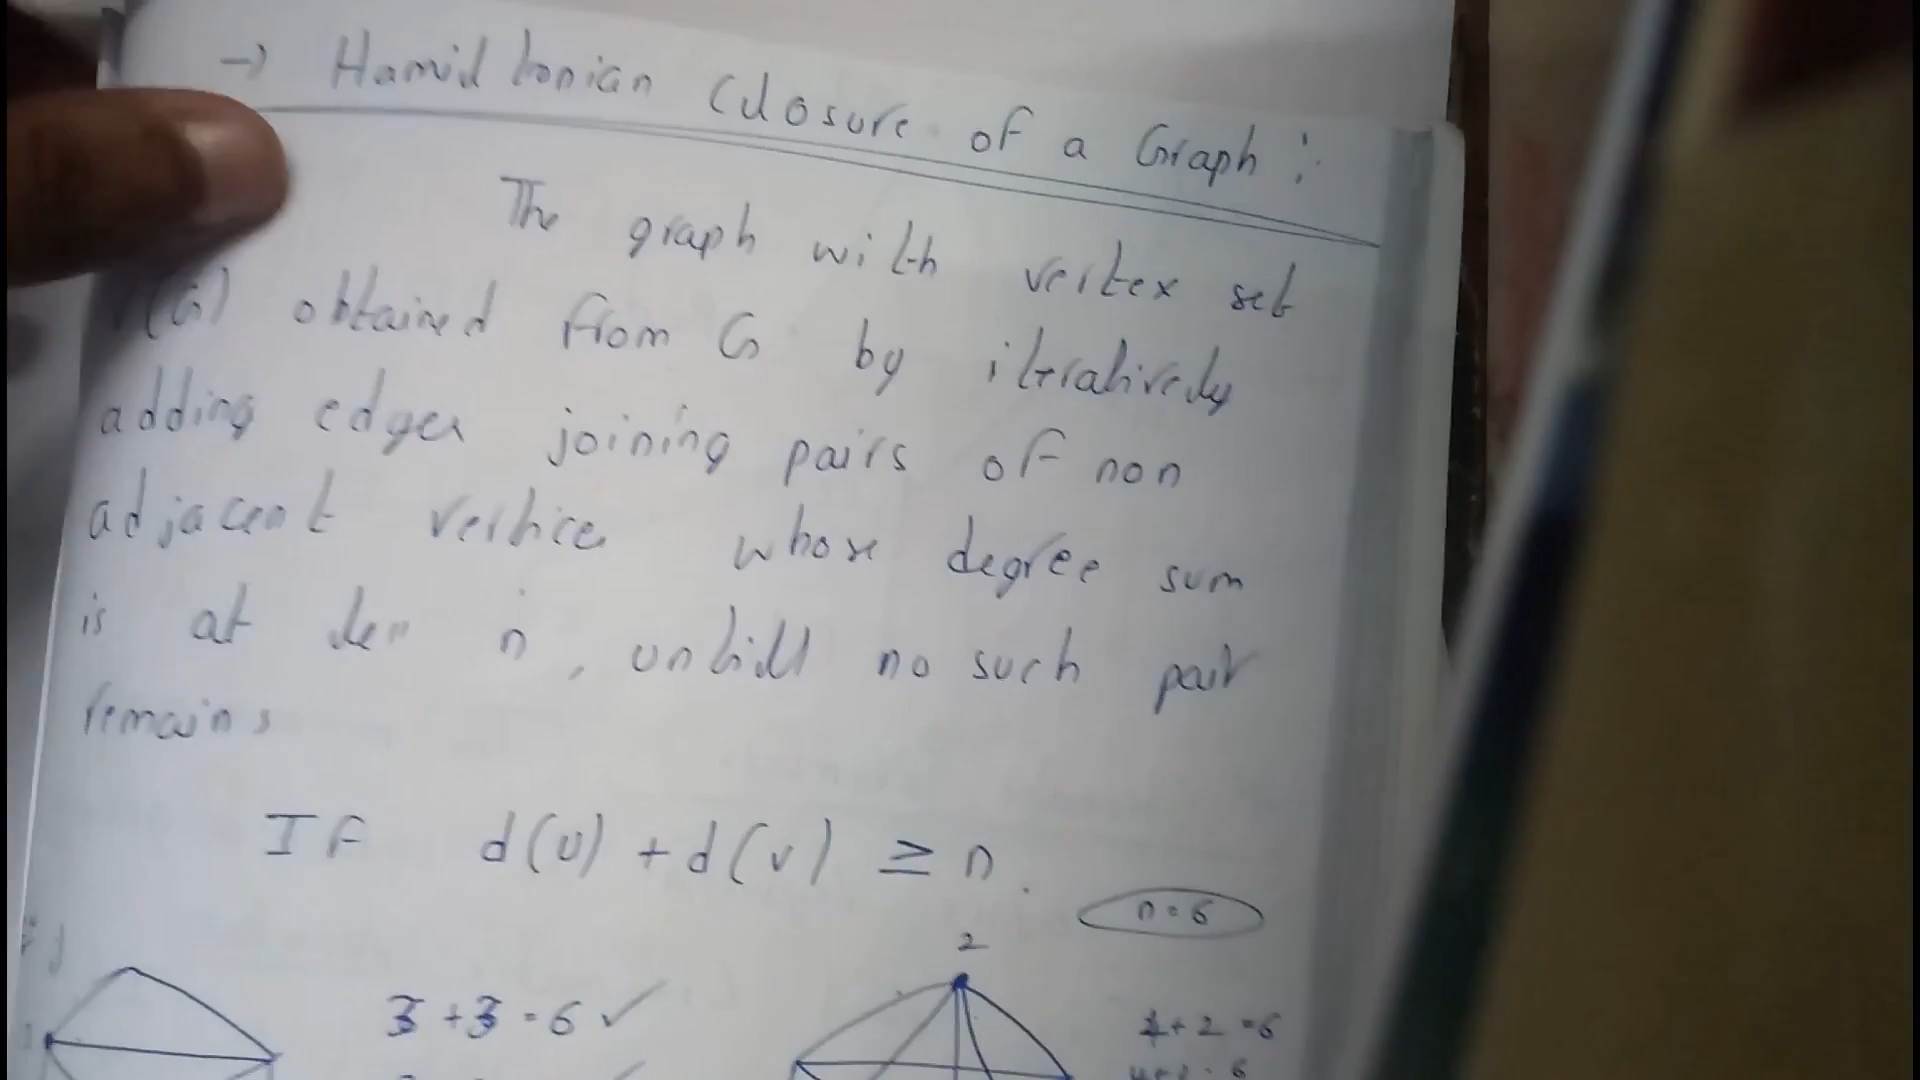 → Hamiltonian Closure of a Graph :
The graph with vertex set
(G) obtained from G by iteratively
adding edges joining pairs of non
adjacent vertices whose degree sum
is at n, untill no such pair
remains
If d(u) + d(v) ≥ n.
n = 6
2
3 + 3 = 6 ✓
4 + 2 = 6